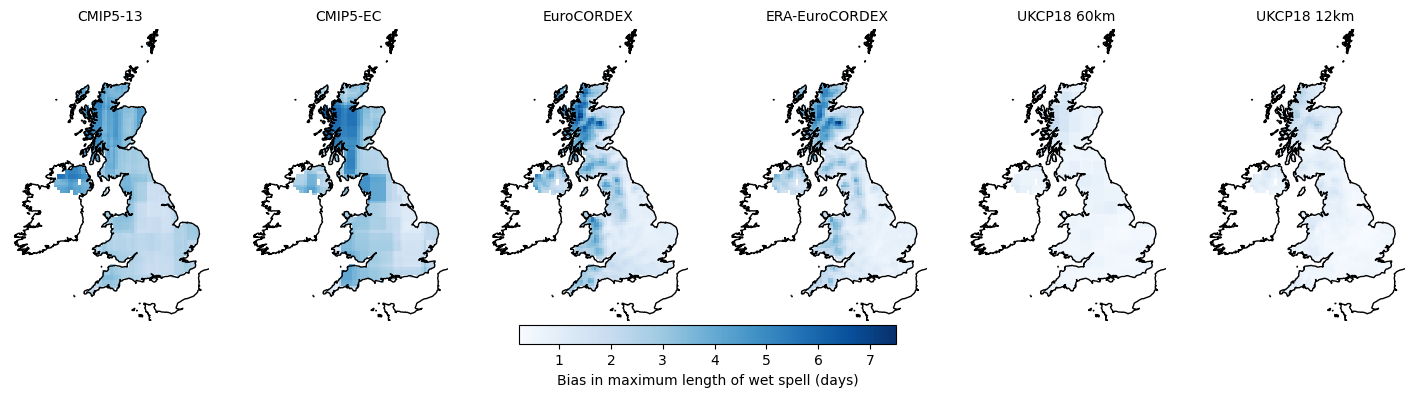 CMIP5-13 CMIP5-EC EuroCORDEX ERA-EuroCORDEX UKCP18 60km UKCP18 12km
1 2 3 4 5 6 7
Bias in maximum length of wet spell (days)